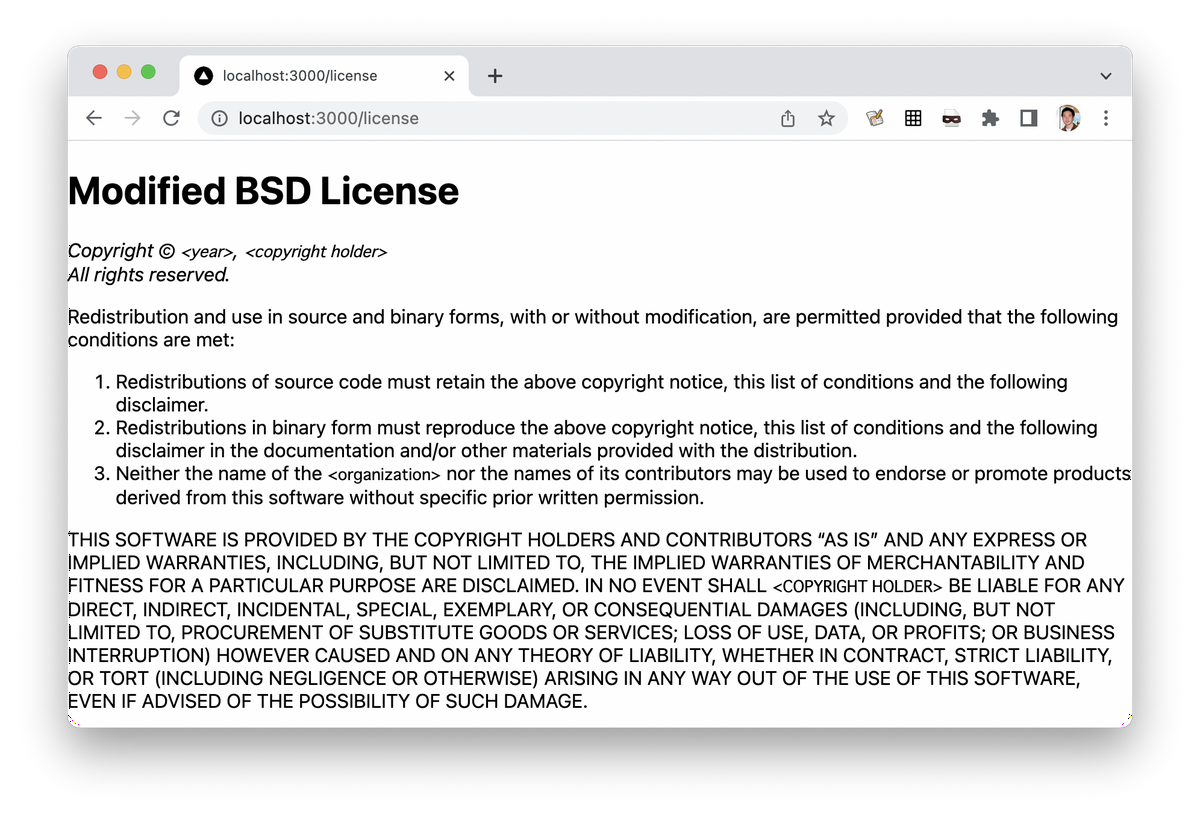 localhost:3000/license
localhost:3000/license
Modified BSD License
Copyright © <year>, <copyright holder>
All rights reserved.
Redistribution and use in source and binary forms, with or without modification, are permitted provided that the following
conditions are met:
1. Redistributions of source code must retain the above copyright notice, this list of conditions and the following
disclaimer.
2. Redistributions in binary form must reproduce the above copyright notice, this list of conditions and the following
disclaimer in the documentation and/or other materials provided with the distribution.
3. Neither the name of the <organization> nor the names of its contributors may be used to endorse or promote products
derived from this software without specific prior written permission.
THIS SOFTWARE IS PROVIDED BY THE COPYRIGHT HOLDERS AND CONTRIBUTORS “AS IS” AND ANY EXPRESS OR
IMPLIED WARRANTIES, INCLUDING, BUT NOT LIMITED TO, THE IMPLIED WARRANTIES OF MERCHANTABILITY AND
FITNESS FOR A PARTICULAR PURPOSE ARE DISCLAIMED. IN NO EVENT SHALL <COPYRIGHT HOLDER> BE LIABLE FOR ANY
DIRECT, INDIRECT, INCIDENTAL, SPECIAL, EXEMPLARY, OR CONSEQUENTIAL DAMAGES (INCLUDING, BUT NOT
LIMITED TO, PROCUREMENT OF SUBSTITUTE GOODS OR SERVICES; LOSS OF USE, DATA, OR PROFITS; OR BUSINESS
INTERRUPTION) HOWEVER CAUSED AND ON ANY THEORY OF LIABILITY, WHETHER IN CONTRACT, STRICT LIABILITY,
OR TORT (INCLUDING NEGLIGENCE OR OTHERWISE) ARISING IN ANY WAY OUT OF THE USE OF THIS SOFTWARE,
EVEN IF ADVISED OF THE POSSIBILITY OF SUCH DAMAGE.